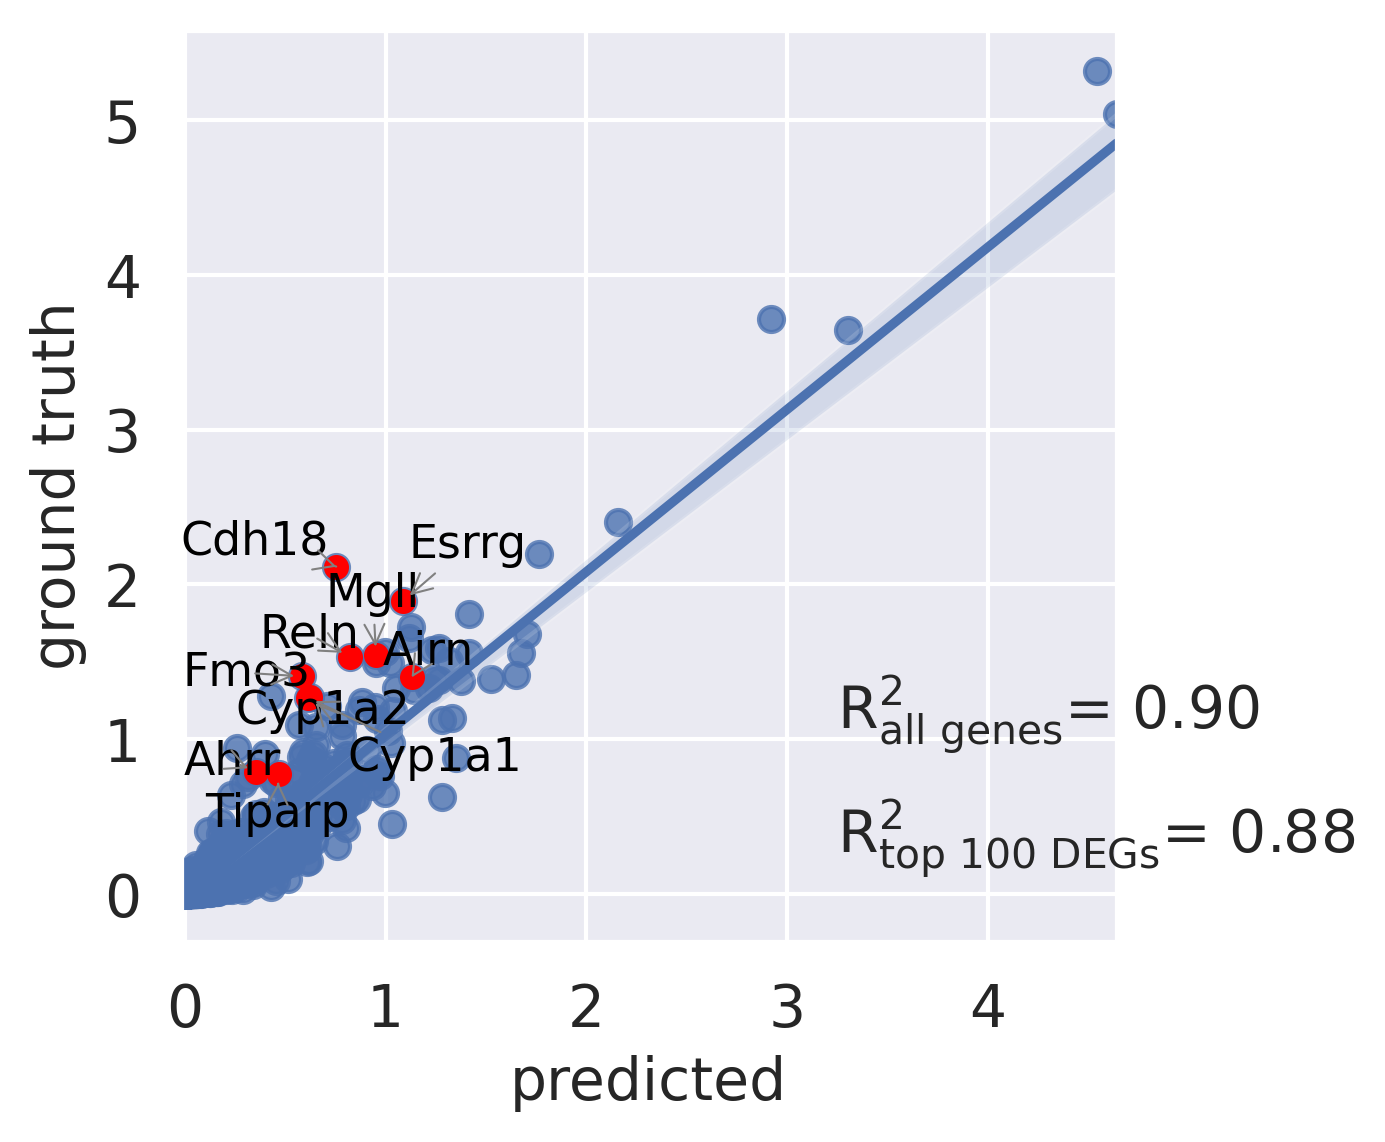 5
4
3
2
1
0
ground truth
Cdh18
Esrrg
Mgll
Reln
Airn
Fmo3
Cyp1a2
Cyp1a1
Ahrr
Tiparp
R²all genes = 0.90
R²top 100 DEGs = 0.88
0 1 2 3 4
predicted